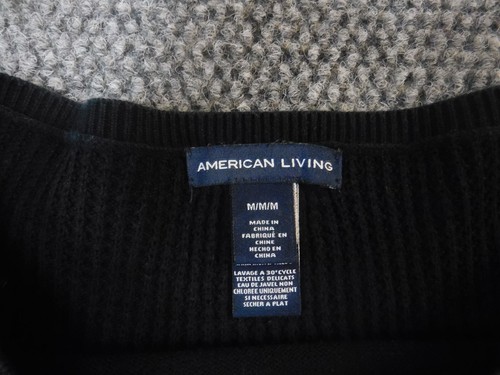 AMERICAN LIVING
M/M/M
MADE IN
CHINA
FABRIQUÉ EN
CHINE
HECHO EN
CHINA
LAVAGE A 30° CYCLE
TEXTILES DELICATS
EAU DE JAVEL NON
CHLOREE UNIQUEMENT
SI NECESSAIRE
SECHER A PLAT